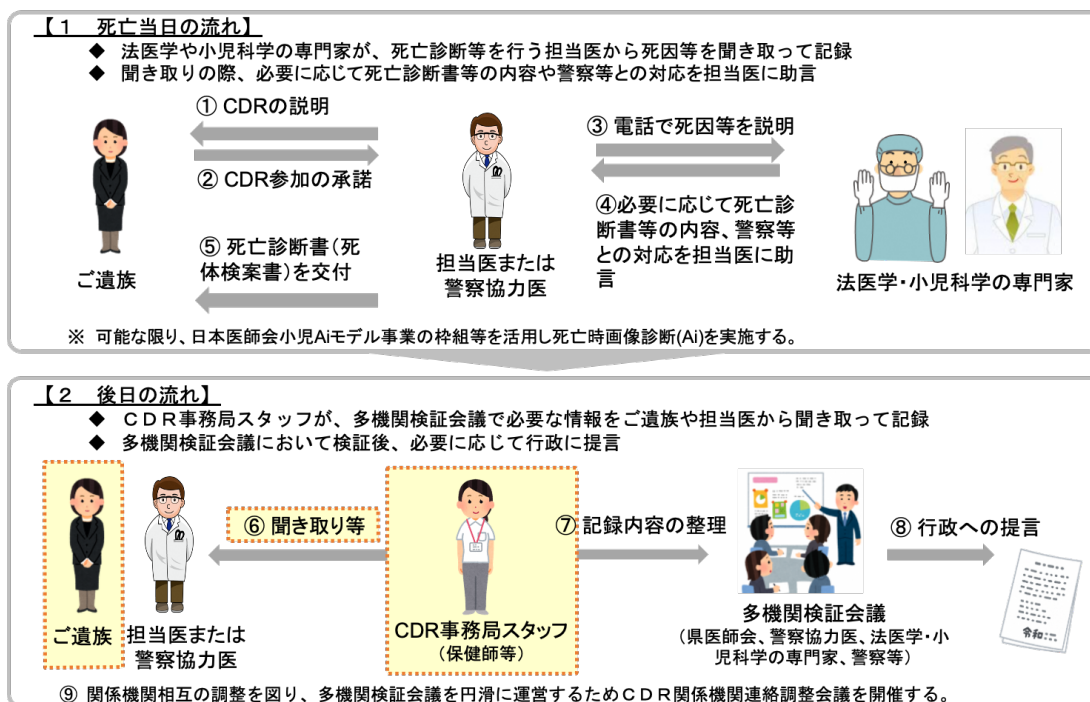 【１　死亡当日の流れ】
◆　法医学や小児科学の専門家が、死亡診断等を行う担当医から死因等を聞き取って記録
◆　聞き取りの際、必要に応じて死亡診断書等の内容や警察等との対応を担当医に助言
① CDRの説明
② CDR参加の承諾
⑤ 死亡診断書（死
体検案書）を交付
ご遺族
担当医または
警察協力医
③ 電話で死因等を説明
④必要に応じて死亡診
断書等の内容、警察等
との対応を担当医に助
言
法医学・小児科学の専門家
※ 可能な限り、日本医師会小児Aiモデル事業の枠組等を活用し死亡時画像診断(Ai)を実施する。
【２　後日の流れ】
◆　ＣＤＲ事務局スタッフが、多機関検証会議で必要な情報をご遺族や担当医から聞き取って記録
◆　多機関検証会議において検証後、必要に応じて行政に提言
⑥ 聞き取り等
⑦ 記録内容の整理
⑧ 行政への提言
ご遺族
担当医または
警察協力医
CDR事務局スタッフ
（保健師等）
多機関検証会議
（県医師会、警察協力医、法医学・小
児科学の専門家、警察等）
令和
⑨ 関係機関相互の調整を図り、多機関検証会議を円滑に運営するためＣＤＲ関係機関連絡調整会議を開催する。